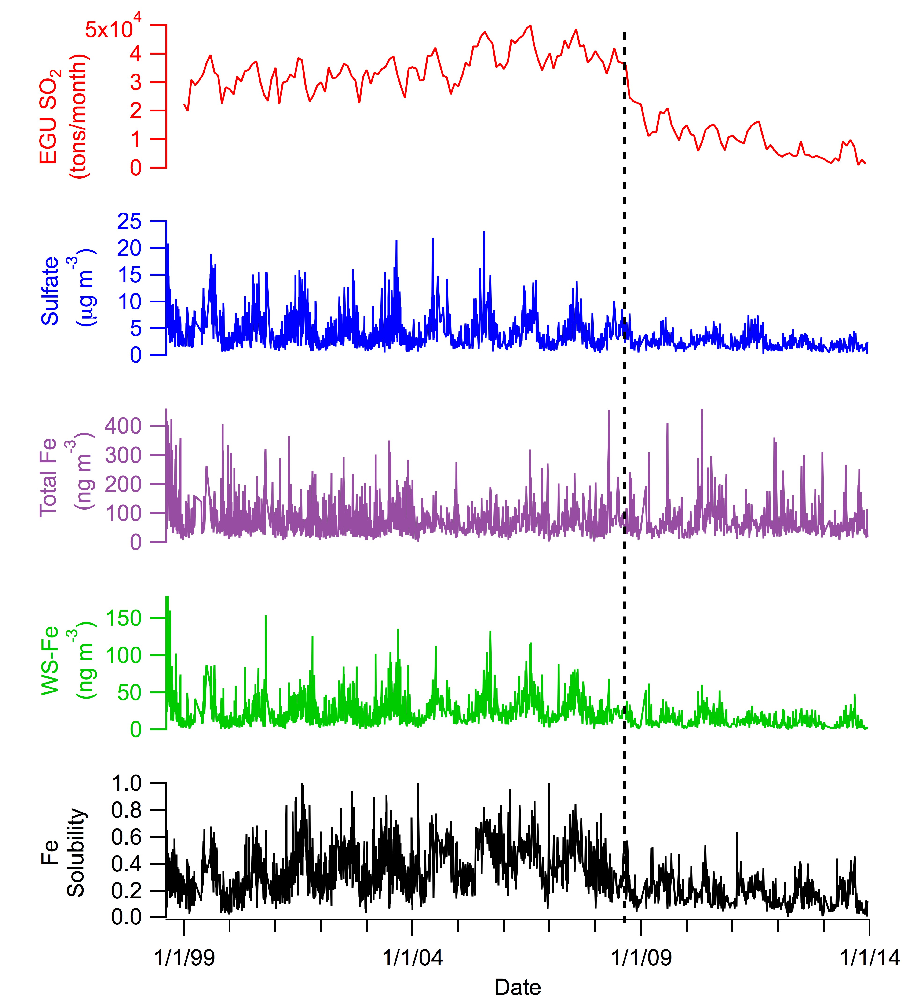 EGU SO2
(tons/month)
5x10^4
4
3
2
1
0
Sulfate
(µg m^-3)
25
20
15
10
5
0
Total Fe
(ng m^-3)
400
300
200
100
0
WS-Fe
(ng m^-3)
150
100
50
0
Fe
Solubility
1.0
0.8
0.6
0.4
0.2
0.0
1/1/99 1/1/04 1/1/09 1/1/14
Date